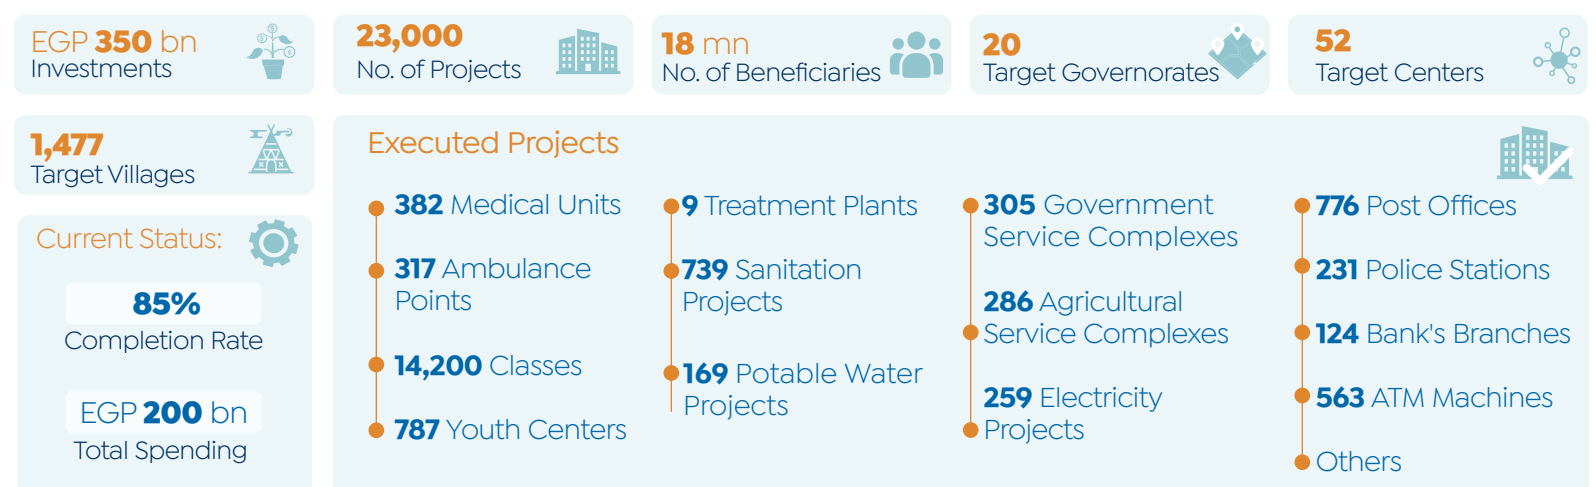 EGP 350 bn
Investments
23,000
No. of Projects
18 mn
No. of Beneficiaries
20
Target Governorates
52
Target Centers
1,477
Target Villages
Current Status:
85%
Completion Rate
EGP 200 bn
Total Spending
Executed Projects
382 Medical Units
317 Ambulance
Points
14,200 Classes
787 Youth Centers
9 Treatment Plants
739 Sanitation
Projects
169 Potable Water
Projects
305 Government
Service Complexes
286 Agricultural
Service Complexes
259 Electricity
Projects
776 Post Offices
231 Police Stations
124 Bank's Branches
563 ATM Machines
Others